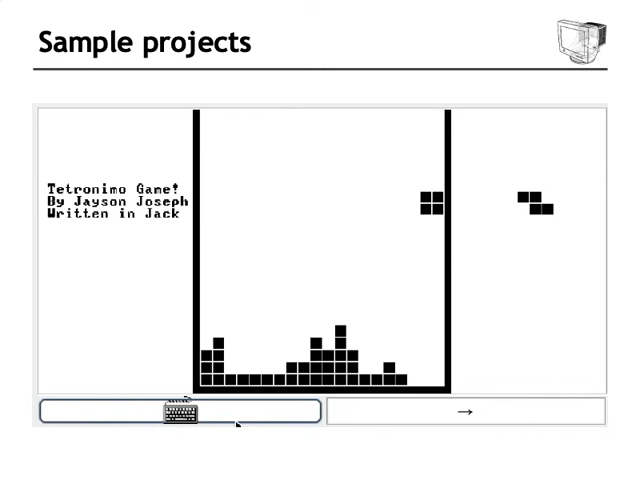 Sample projects
Tetronimo Game!
By Jayson Joseph
Written in Jack
→